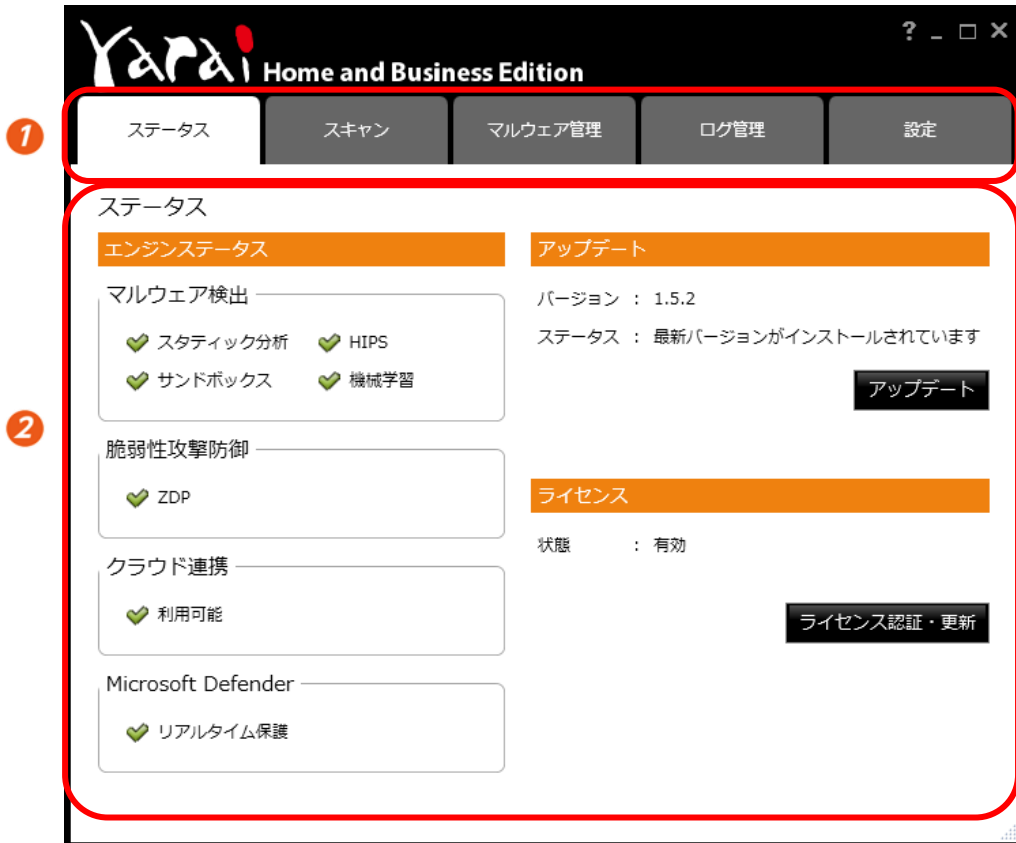 Yarai Home and Business Edition
? _ □ ×
1
ステータス スキャン マルウェア管理 ログ管理 設定
2
ステータス
エンジンステータス
マルウェア検出
スタティック分析 HIPS
サンドボックス 機械学習
脆弱性攻撃防御
ZDP
クラウド連携
利用可能
Microsoft Defender
リアルタイム保護
アップデート
バージョン : 1.5.2
ステータス : 最新バージョンがインストールされています
アップデート
ライセンス
状態 : 有効
ライセンス認証・更新